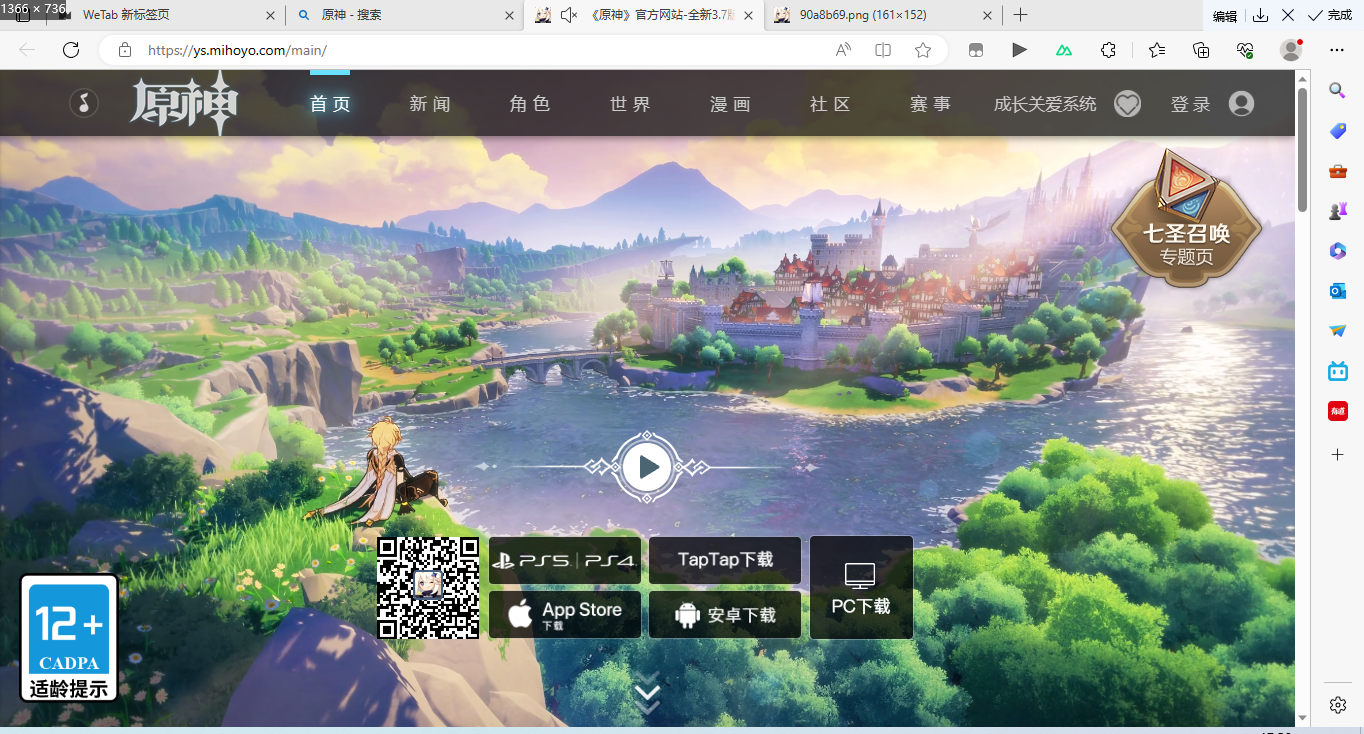 1366 × 736
WeTab 新标签页
原神 - 搜索
《原神》官方网站-全新3.7版
90a8b69.png (161×152)
编辑
完成
https://ys.mihoyo.com/main/
原神
首页
新闻
角色
世界
漫画
社区
赛事
成长关爱系统
登录
七圣召唤
专题页
有道
PS5 | PS4
TapTap下载
App Store
下载
安卓下载
PC下载
12+
CADPA
适龄提示